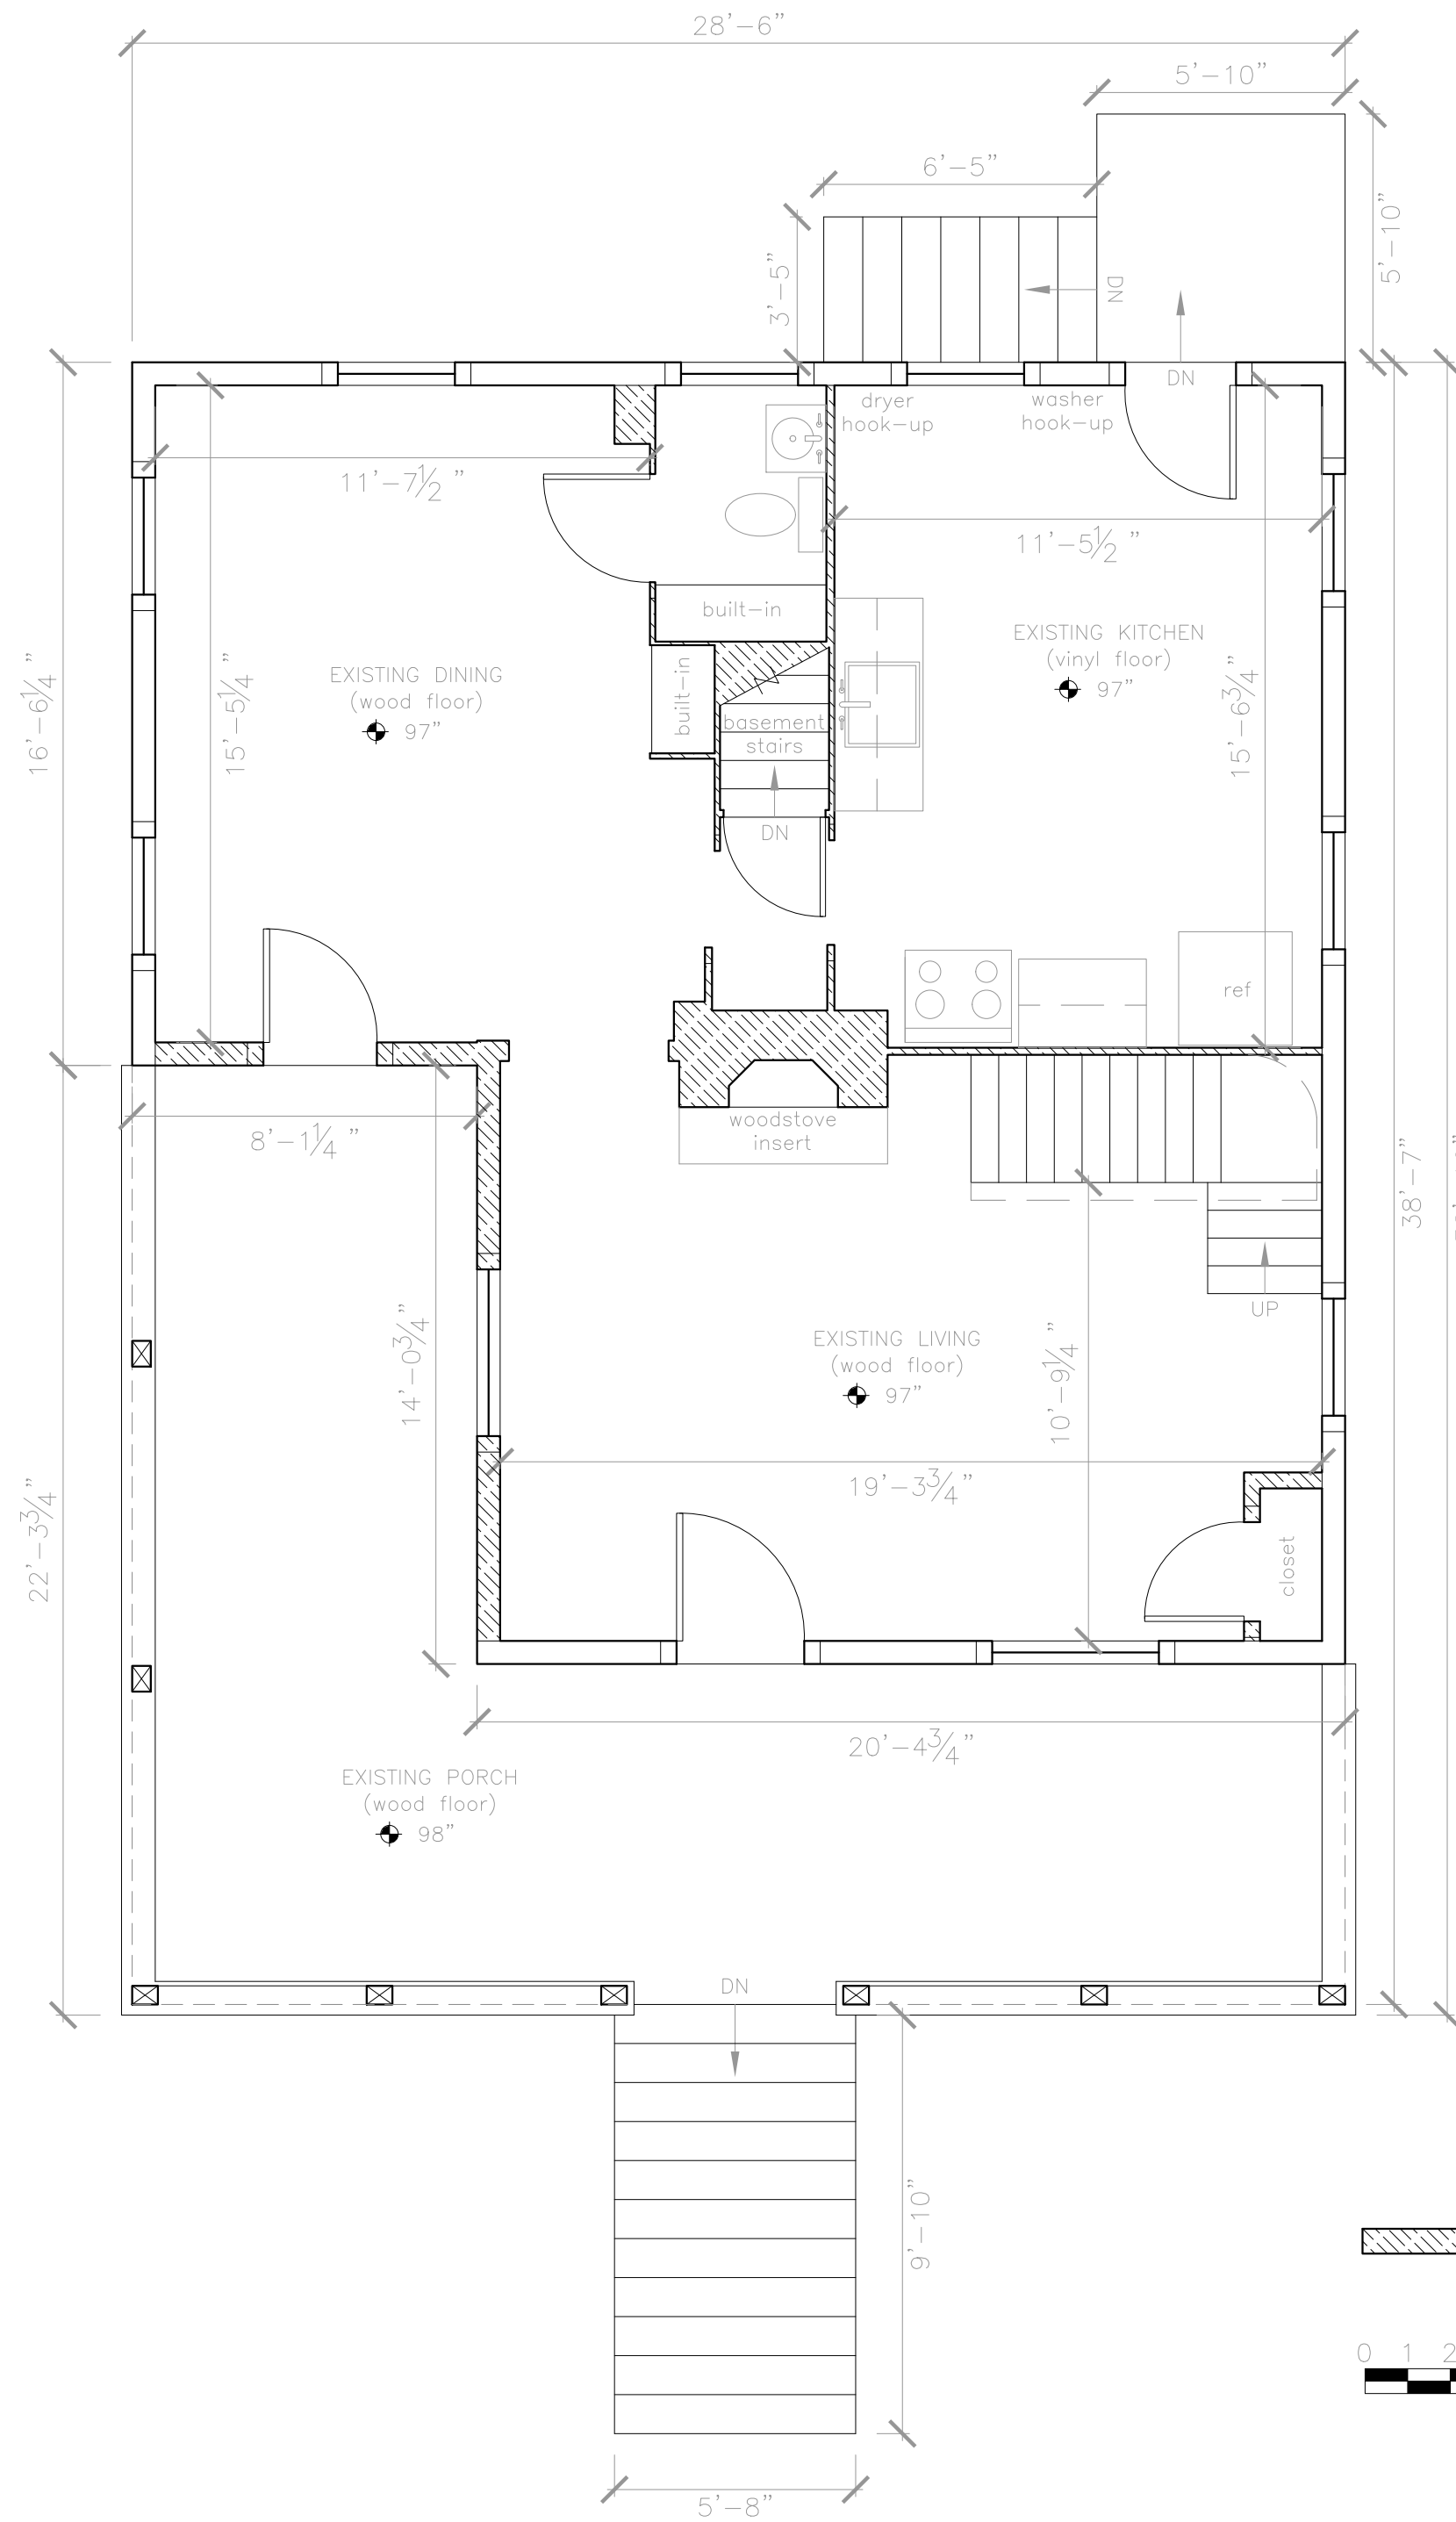 28'-6"
5'-10"
6'-5"
5'-10"
3'-5"
DN
DN
dryer
hook-up
washer
hook-up
11'-7½ "
11'-5½ "
built-in
EXISTING KITCHEN
(vinyl floor)
97"
EXISTING DINING
(wood floor)
97"
built-in
16'-6¼"
15'-5¼"
15'-6¾"
basement
stairs
DN
ref
8'-1¼ "
woodstove
insert
38'-7"
UP
EXISTING LIVING
(wood floor)
97"
14'-0¾"
10'-9¼ "
19'-3¾"
22'-3¾"
closet
20'-4¾"
EXISTING PORCH
(wood floor)
98"
DN
9'-10"
0 1 2
5'-8"